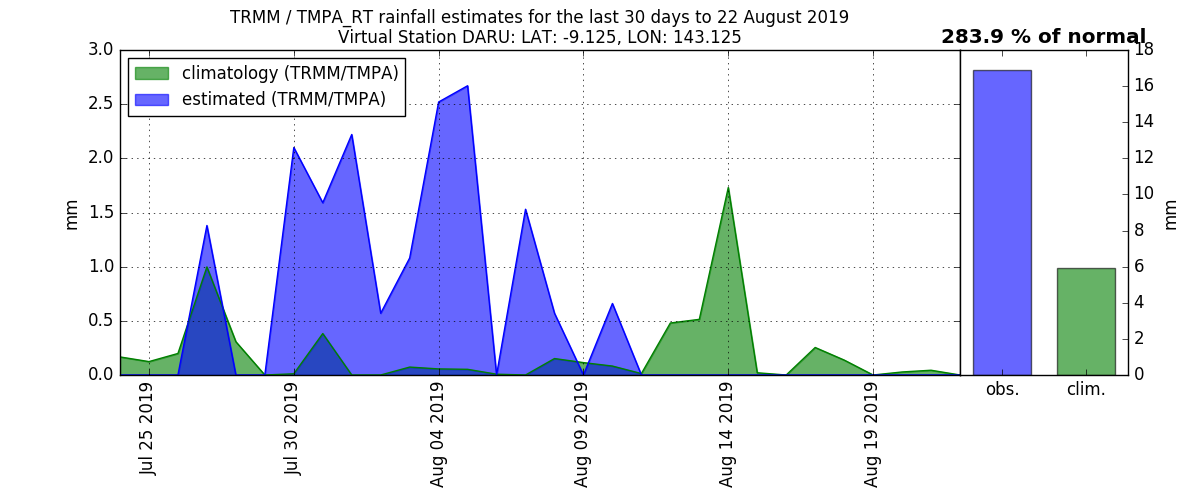 TRMM / TMPA_RT rainfall estimates for the last 30 days to 22 August 2019
Virtual Station DARU: LAT: -9.125, LON: 143.125
283.9 % of normal
climatology (TRMM/TMPA)
estimated (TRMM/TMPA)
mm
3.0
2.5
2.0
1.5
1.0
0.5
0.0
Jul 25 2019
Jul 30 2019
Aug 04 2019
Aug 09 2019
Aug 14 2019
Aug 19 2019
18
16
14
12
10
8
6
4
2
0
mm
obs.
clim.